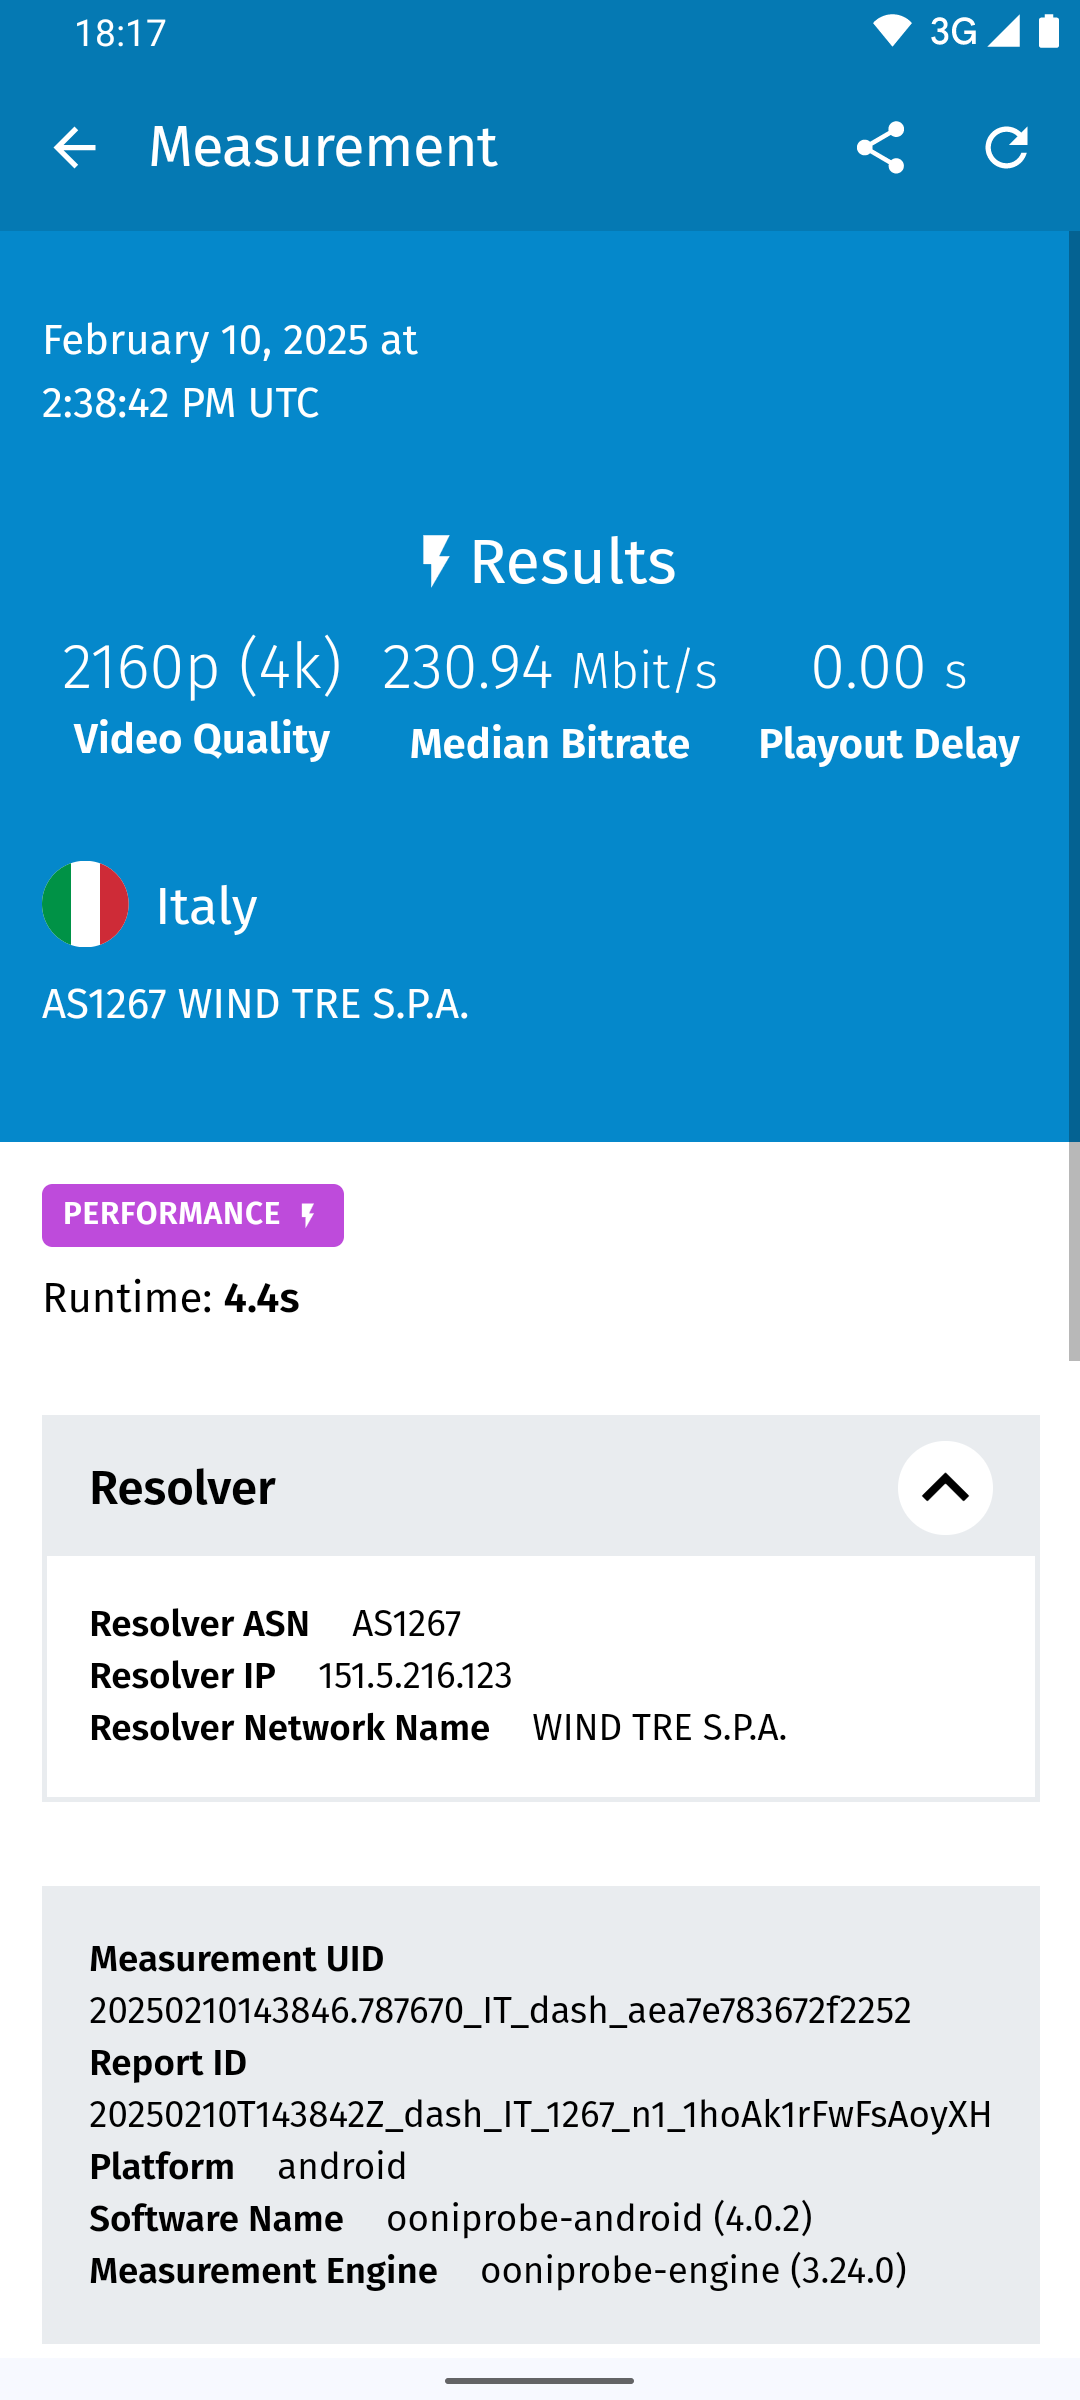 18:17
3G
Measurement
February 10, 2025 at
2:38:42 PM UTC
Results
2160p (4k) 230.94 Mbit/s 0.00 s
Video Quality Median Bitrate Playout Delay
Italy
AS1267 WIND TRE S.P.A.
PERFORMANCE
Runtime: 4.4s
Resolver
Resolver ASN AS1267
Resolver IP 151.5.216.123
Resolver Network Name WIND TRE S.P.A.
Measurement UID
20250210143846.787670_IT_dash_aea7e783672f2252
Report ID
20250210T143842Z_dash_IT_1267_n1_1hoAk1rFwFsAoyXH
Platform android
Software Name ooniprobe-android (4.0.2)
Measurement Engine ooniprobe-engine (3.24.0)